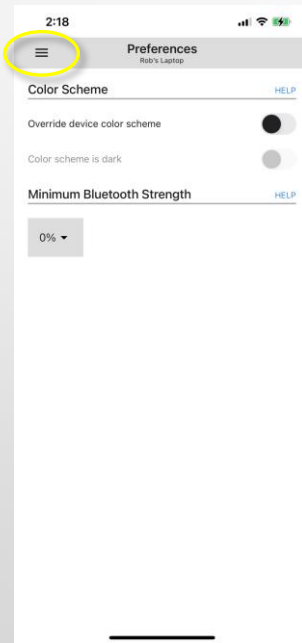 2:18
Preferences
Rob's Laptop
Color Scheme HELP
Override device color scheme
Color scheme is dark
Minimum Bluetooth Strength HELP
0%